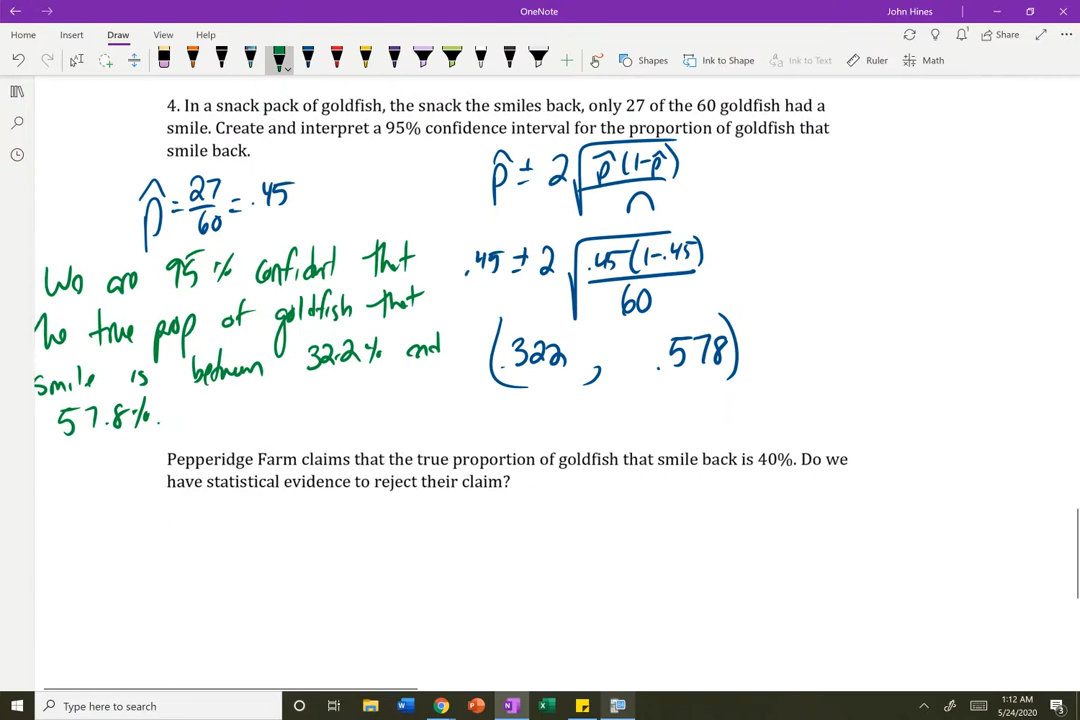 OneNote
John Hines
Home Insert Draw View Help
Share
Shapes
Ink to Shape
Ink to Text
Ruler
Math
4. In a snack pack of goldfish, the snack the smiles back, only 27 of the 60 goldfish had a
smile. Create and interpret a 95% confidence interval for the proportion of goldfish that
smile back.
p̂ = 27/60 = .45
p̂ ± 2 √(p̂(1-p̂)/n)
.45 ± 2 √(.45(1-.45)/60)
(.322, .578)
We are 95% confident that
the true prop of goldfish that
smile is between 32.2% and
57.8%.
Pepperidge Farm claims that the true proportion of goldfish that smile back is 40%. Do we
have statistical evidence to reject their claim?
Type here to search
1:12 AM
5/24/2020
3